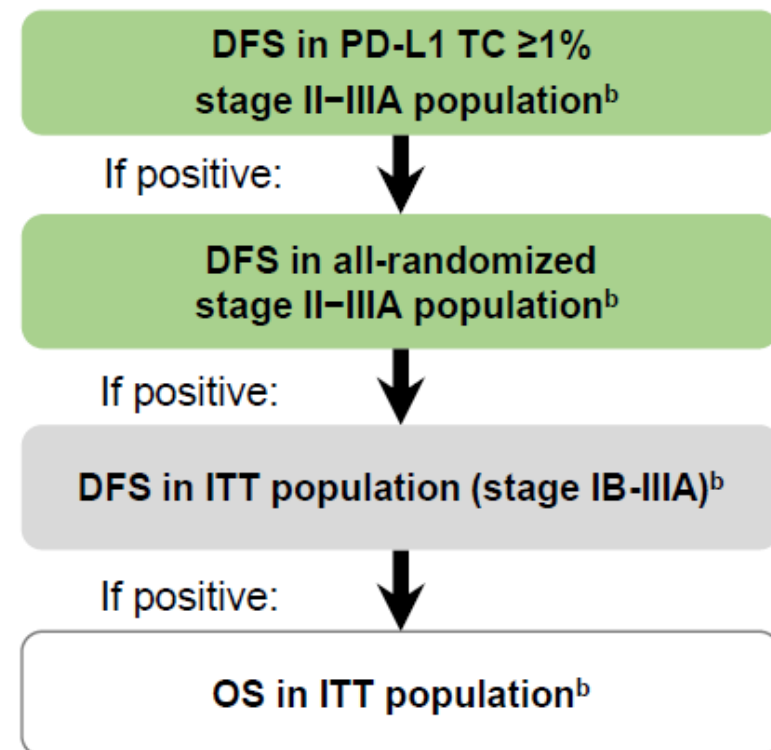 DFS in PD-L1 TC ≥1%
stage II−IIIA populationᵇ
If positive:
DFS in all-randomized
stage II−IIIA populationᵇ
If positive:
DFS in ITT population (stage IB-IIIA)ᵇ
If positive:
OS in ITT populationᵇ